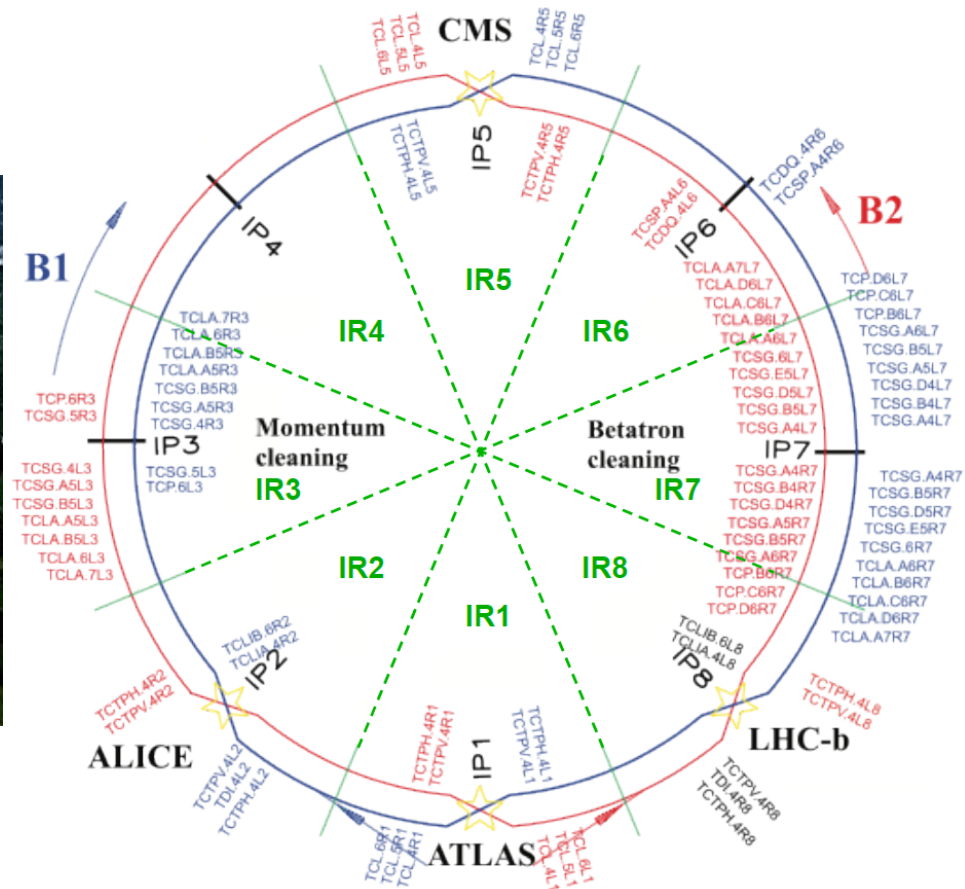 CMS
TCL.4L5
TCL.5L5
TCL.6L5
TCL.4R5
TCL.5R5
TCL.6R5
IP5
TCTPV.4L5
TCTPH.4L5
TCTPV.4R5
TCTPH.4R5
TCDQ.4R6
TCSP.A4R6
TCSP.A4L6
TCDQ.4L6
IP4
IP6
B1
B2
IR5
IR4
IR6
TCLA.7R3
TCLA.6R3
TCLA.B5R3
TCLA.A5R3
TCSG.B5R3
TCSG.A5R3
TCSG.4R3
TCP.6R3
TCSG.5R3
IP3
TCSG.5L3
TCP.6L3
TCSG.4L3
TCSG.A5L3
TCSG.B5L3
TCLA.A5L3
TCLA.B5L3
TCLA.6L3
TCLA.7L3
Momentum
cleaning
IR3
Betatron
cleaning
IR7
TCLA.A7L7
TCLA.D6L7
TCLA.C6L7
TCLA.B6L7
TCLA.A6L7
TCSG.6L7
TCSG.E5L7
TCSG.D5L7
TCSG.B5L7
TCSG.A4L7
TCP.D6L7
TCP.C6L7
TCP.B6L7
TCSG.A6L7
TCSG.B5L7
TCSG.A5L7
TCSG.D4L7
TCSG.B4L7
TCSG.A4L7
IP7
TCSG.A4R7
TCSG.B4R7
TCSG.D4R7
TCSG.A5R7
TCSG.B5R7
TCSG.A6R7
TCP.B6R7
TCP.C6R7
TCP.D6R7
TCSG.A4R7
TCSG.B5R7
TCSG.D5R7
TCSG.E5R7
TCSG.6R7
TCLA.A6R7
TCLA.B6R7
TCLA.C6R7
TCLA.D6R7
TCLA.A7R7
IR2
IR8
IR1
TCLIB.6R2
TCLIA.4R2
IP2
TCTPH.4R2
TCTPV.4R2
ALICE
TCTPV.4L2
TDI.4L2
TCTPH.4L2
TCLIB.6L8
TCLIA.4L8
IP8
TCTPH.4L8
TCTPV.4L8
LHC-b
TCTPV.4R8
TDI.4R8
TCTPH.4R8
TCTPH.4R1
TCTPV.4R1
IP1
TCTPH.4L1
TCTPV.4L1
TCL.6R1
TCL.5R1
TCL.4R1
ATLAS
TCL.6L1
TCL.5L1
TCL.4L1